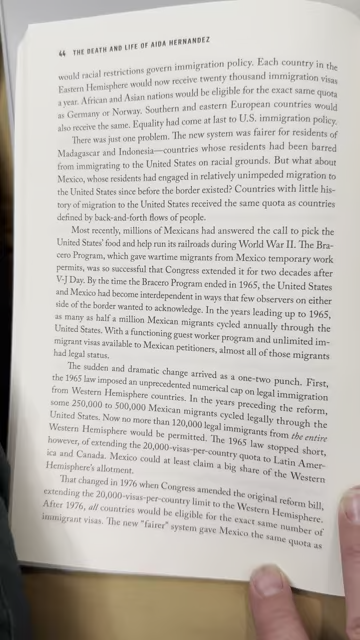 44 THE DEATH AND LIFE OF AIDA HERNANDEZ
would racial restrictions govern immigration policy. Each country in the
Eastern Hemisphere would now receive twenty thousand immigration visas
a year. African and Asian nations would be eligible for the exact same quota
as Germany or Norway. Southern and eastern European countries would
also receive the same. Equality had come at last to U.S. immigration policy.
There was just one problem. The new system was fairer for residents of
Madagascar and Indonesia—countries whose residents had been barred
from immigrating to the United States on racial grounds. But what about
Mexico, whose residents had engaged in relatively unimpeded migration to
the United States since before the border existed? Countries with little his-
tory of migration to the United States received the same quota as countries
defined by back-and-forth flows of people.
Most recently, millions of Mexicans had answered the call to pick the
United States' food and help run its railroads during World War II. The Bra-
cero Program, which gave wartime migrants from Mexico temporary work
permits, was so successful that Congress extended it for two decades after
V-J Day. By the time the Bracero Program ended in 1965, the United States
and Mexico had become interdependent in ways that few observers on either
side of the border wanted to acknowledge. In the years leading up to 1965,
as many as half a million Mexican migrants cycled annually through the
United States. With a functioning guest worker program and unlimited im-
migrant visas available to Mexican petitioners, almost all of those migrants
had legal status.
The sudden and dramatic change arrived as a one-two punch. First,
the 1965 law imposed an unprecedented numerical cap on legal immigration
from Western Hemisphere countries. In the years preceding the reform,
some 250,000 to 500,000 Mexican migrants cycled legally through the
United States. Now no more than 120,000 legal immigrants from the entire
Western Hemisphere would be permitted. The 1965 law stopped short,
however, of extending the 20,000-visas-per-country quota to Latin Amer-
ica and Canada. Mexico could at least claim a big share of the Western
Hemisphere's allotment.
That changed in 1976 when Congress amended the original reform bill,
extending the 20,000-visas-per-country limit to the Western Hemisphere.
After 1976, all countries would be eligible for the exact same number of
immigrant visas. The new "fairer" system gave Mexico the same quota as